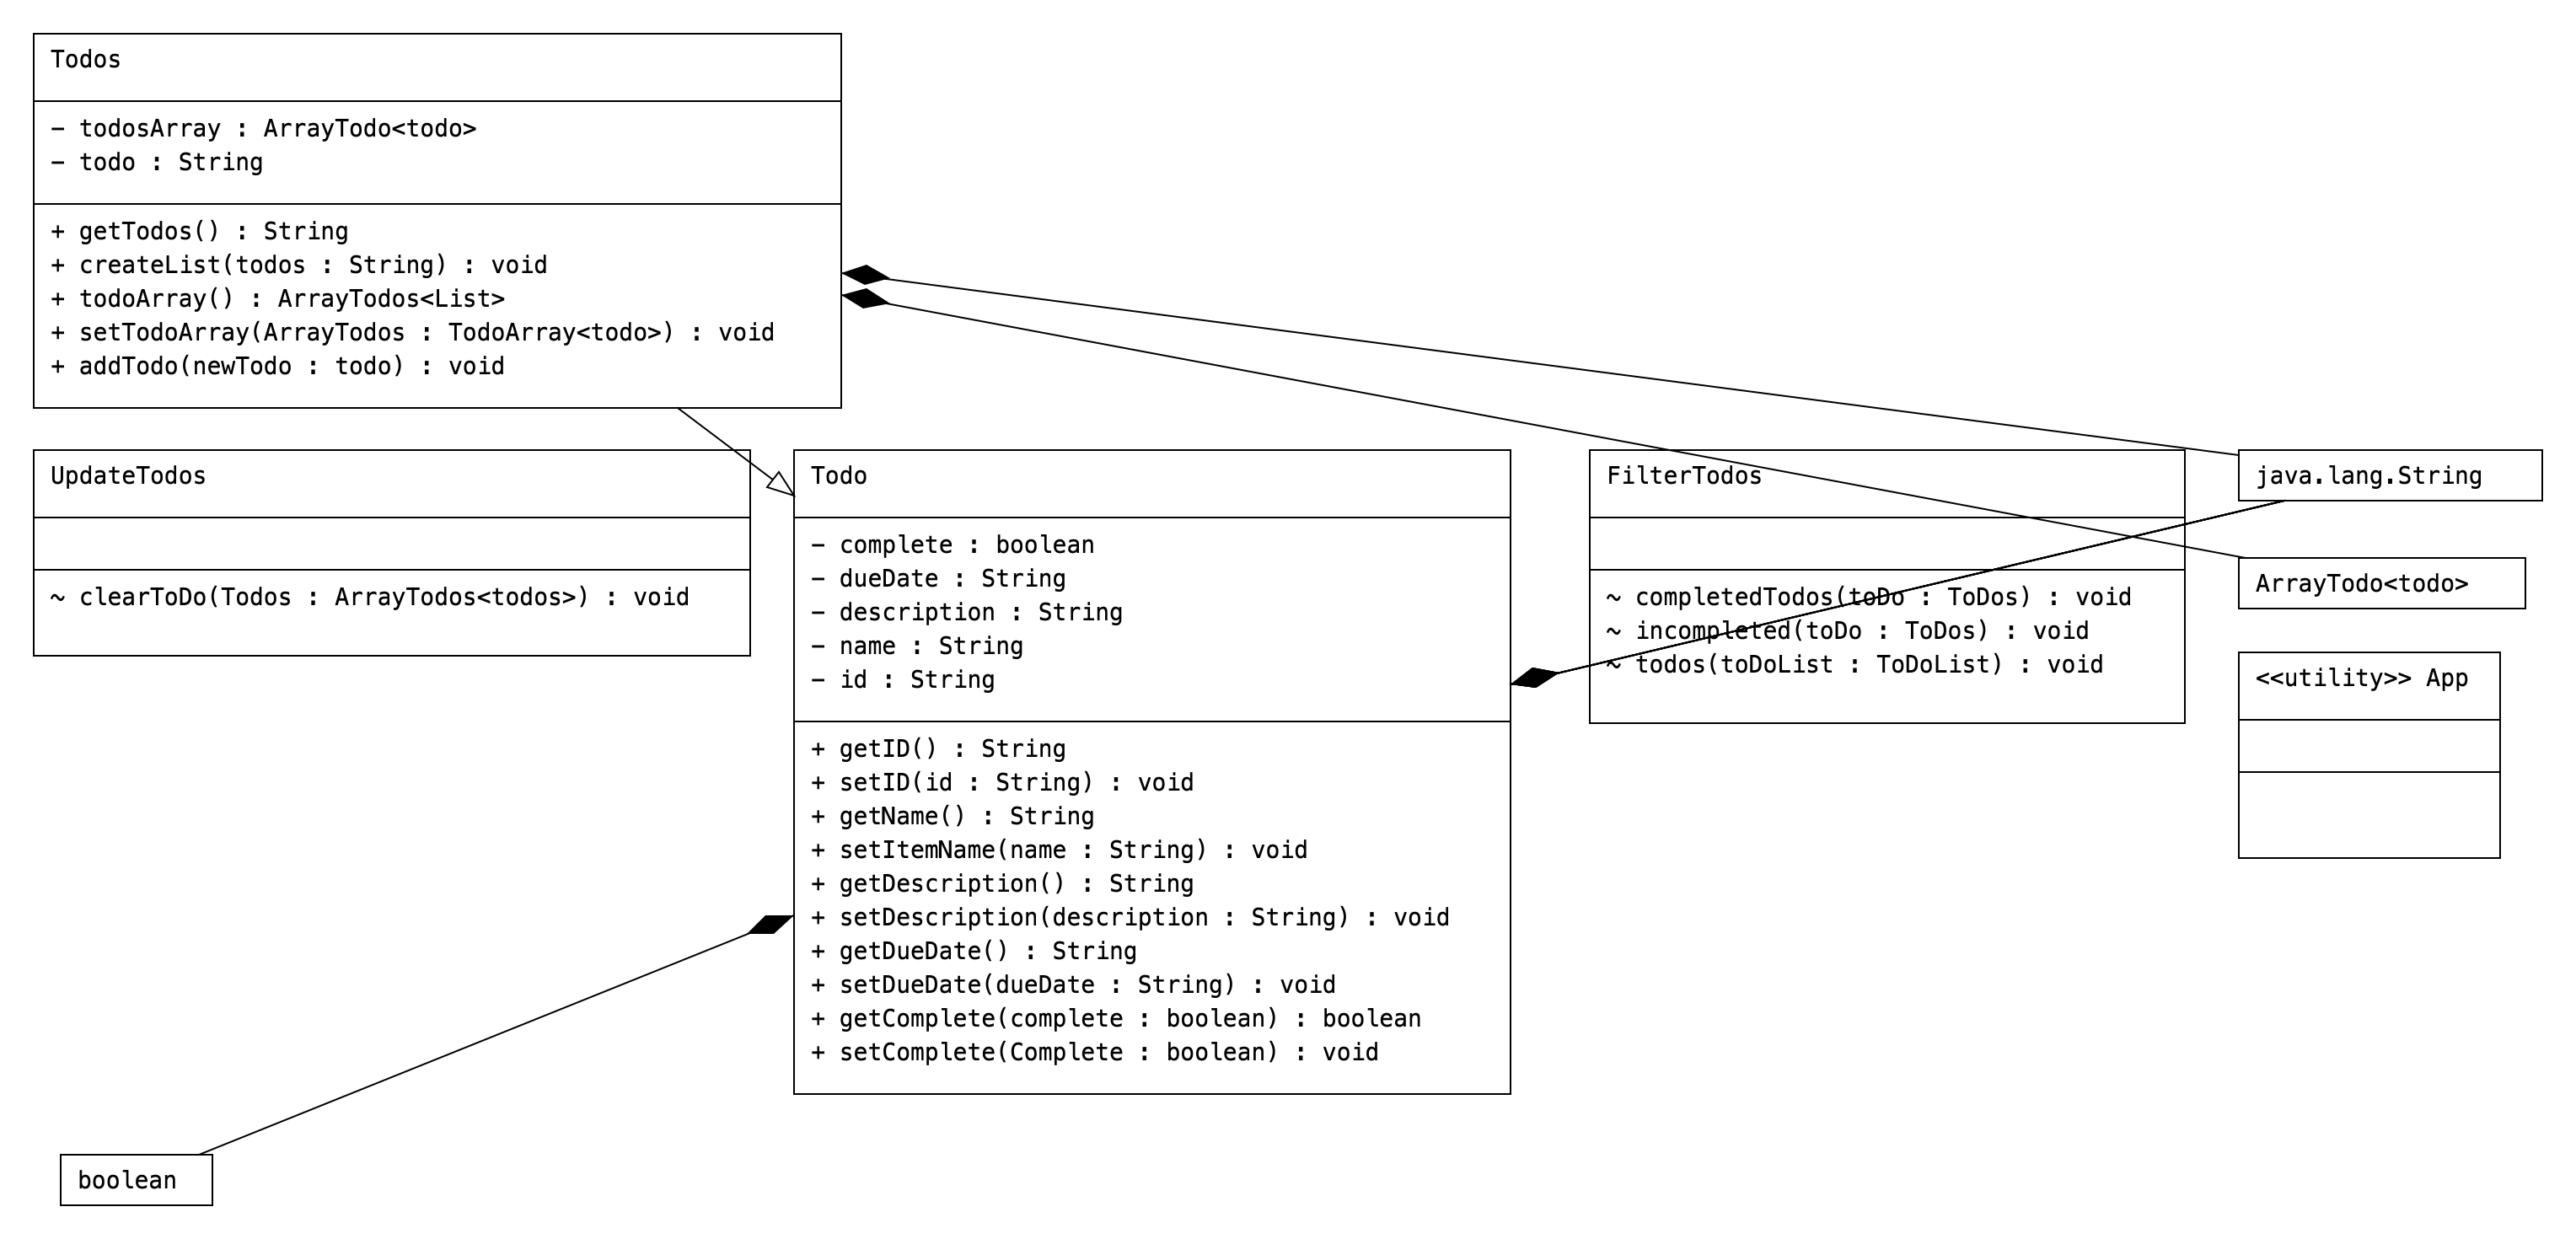 Todos
− todosArray : ArrayTodo<todo>
− todo : String
+ getTodos() : String
+ createList(todos : String) : void
+ todoArray() : ArrayTodos<List>
+ setTodoArray(ArrayTodos : TodoArray<todo>) : void
+ addTodo(newTodo : todo) : void
UpdateTodos
~ clearToDo(Todos : ArrayTodos<todos>) : void
Todo
− complete : boolean
− dueDate : String
− description : String
− name : String
− id : String
+ getID() : String
+ setID(id : String) : void
+ getName() : String
+ setItemName(name : String) : void
+ getDescription() : String
+ setDescription(description : String) : void
+ getDueDate() : String
+ setDueDate(dueDate : String) : void
+ getComplete(complete : boolean) : boolean
+ setComplete(Complete : boolean) : void
FilterTodos
~ completedTodos(toDo : ToDos) : void
~ incompleted(toDo : ToDos) : void
~ todos(toDoList : ToDoList) : void
java.lang.String
ArrayTodo<todo>
<<utility>> App
boolean